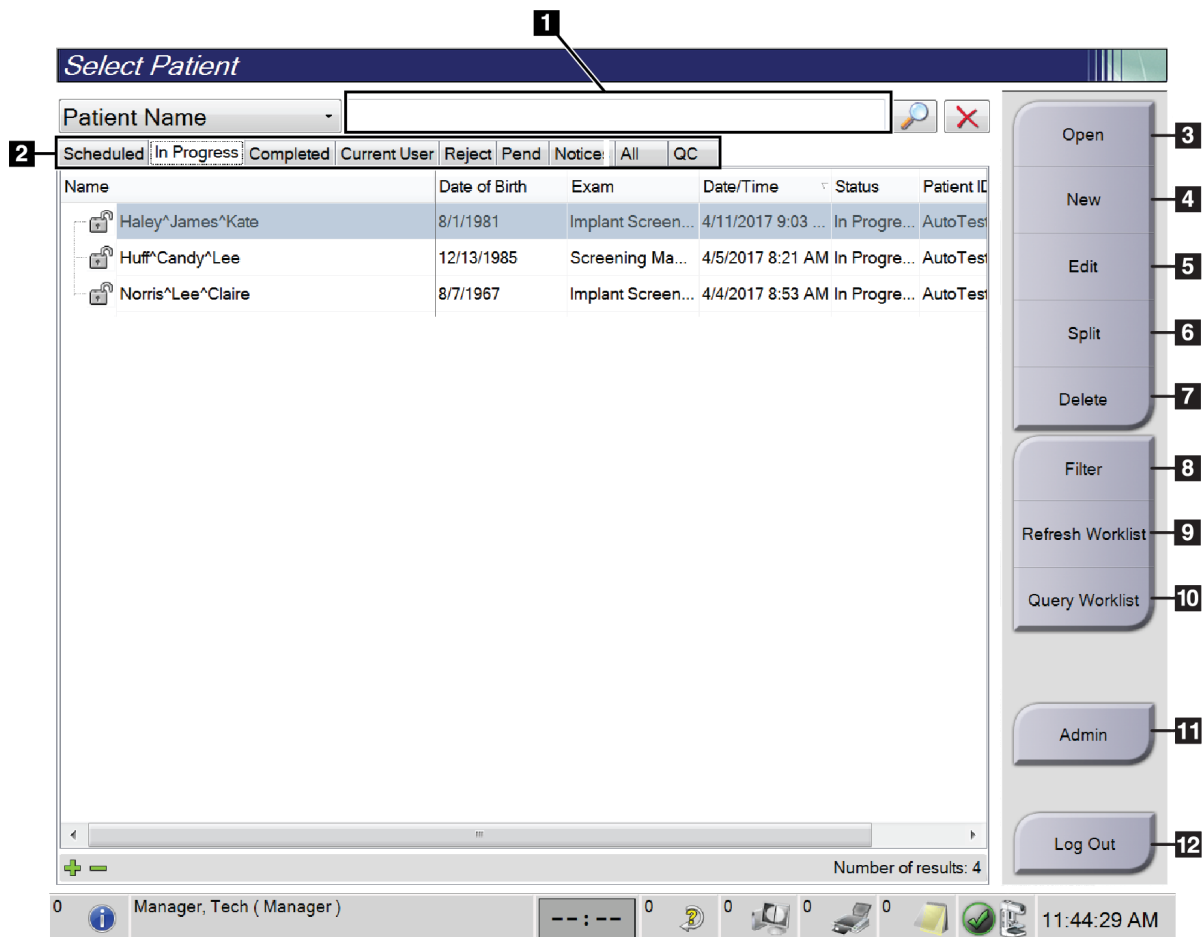 1
Select Patient
Patient Name
2
Scheduled In Progress Completed Current User Reject Pend Notice All QC
Name Date of Birth Exam Date/Time Status Patient ID
Haley^James^Kate 8/1/1981 Implant Screen... 4/11/2017 9:03 ... In Progre... AutoTest
Huff^Candy^Lee 12/13/1985 Screening Ma... 4/5/2017 8:21 AM In Progre... AutoTest
Norris^Lee^Claire 8/7/1967 Implant Screen... 4/4/2017 8:53 AM In Progre... AutoTest
Open 3
New 4
Edit 5
Split 6
Delete 7
Filter 8
Refresh Worklist 9
Query Worklist 10
Admin 11
Log Out 12
Number of results: 4
0 Manager, Tech ( Manager ) --:-- 0 0 0 0 11:44:29 AM